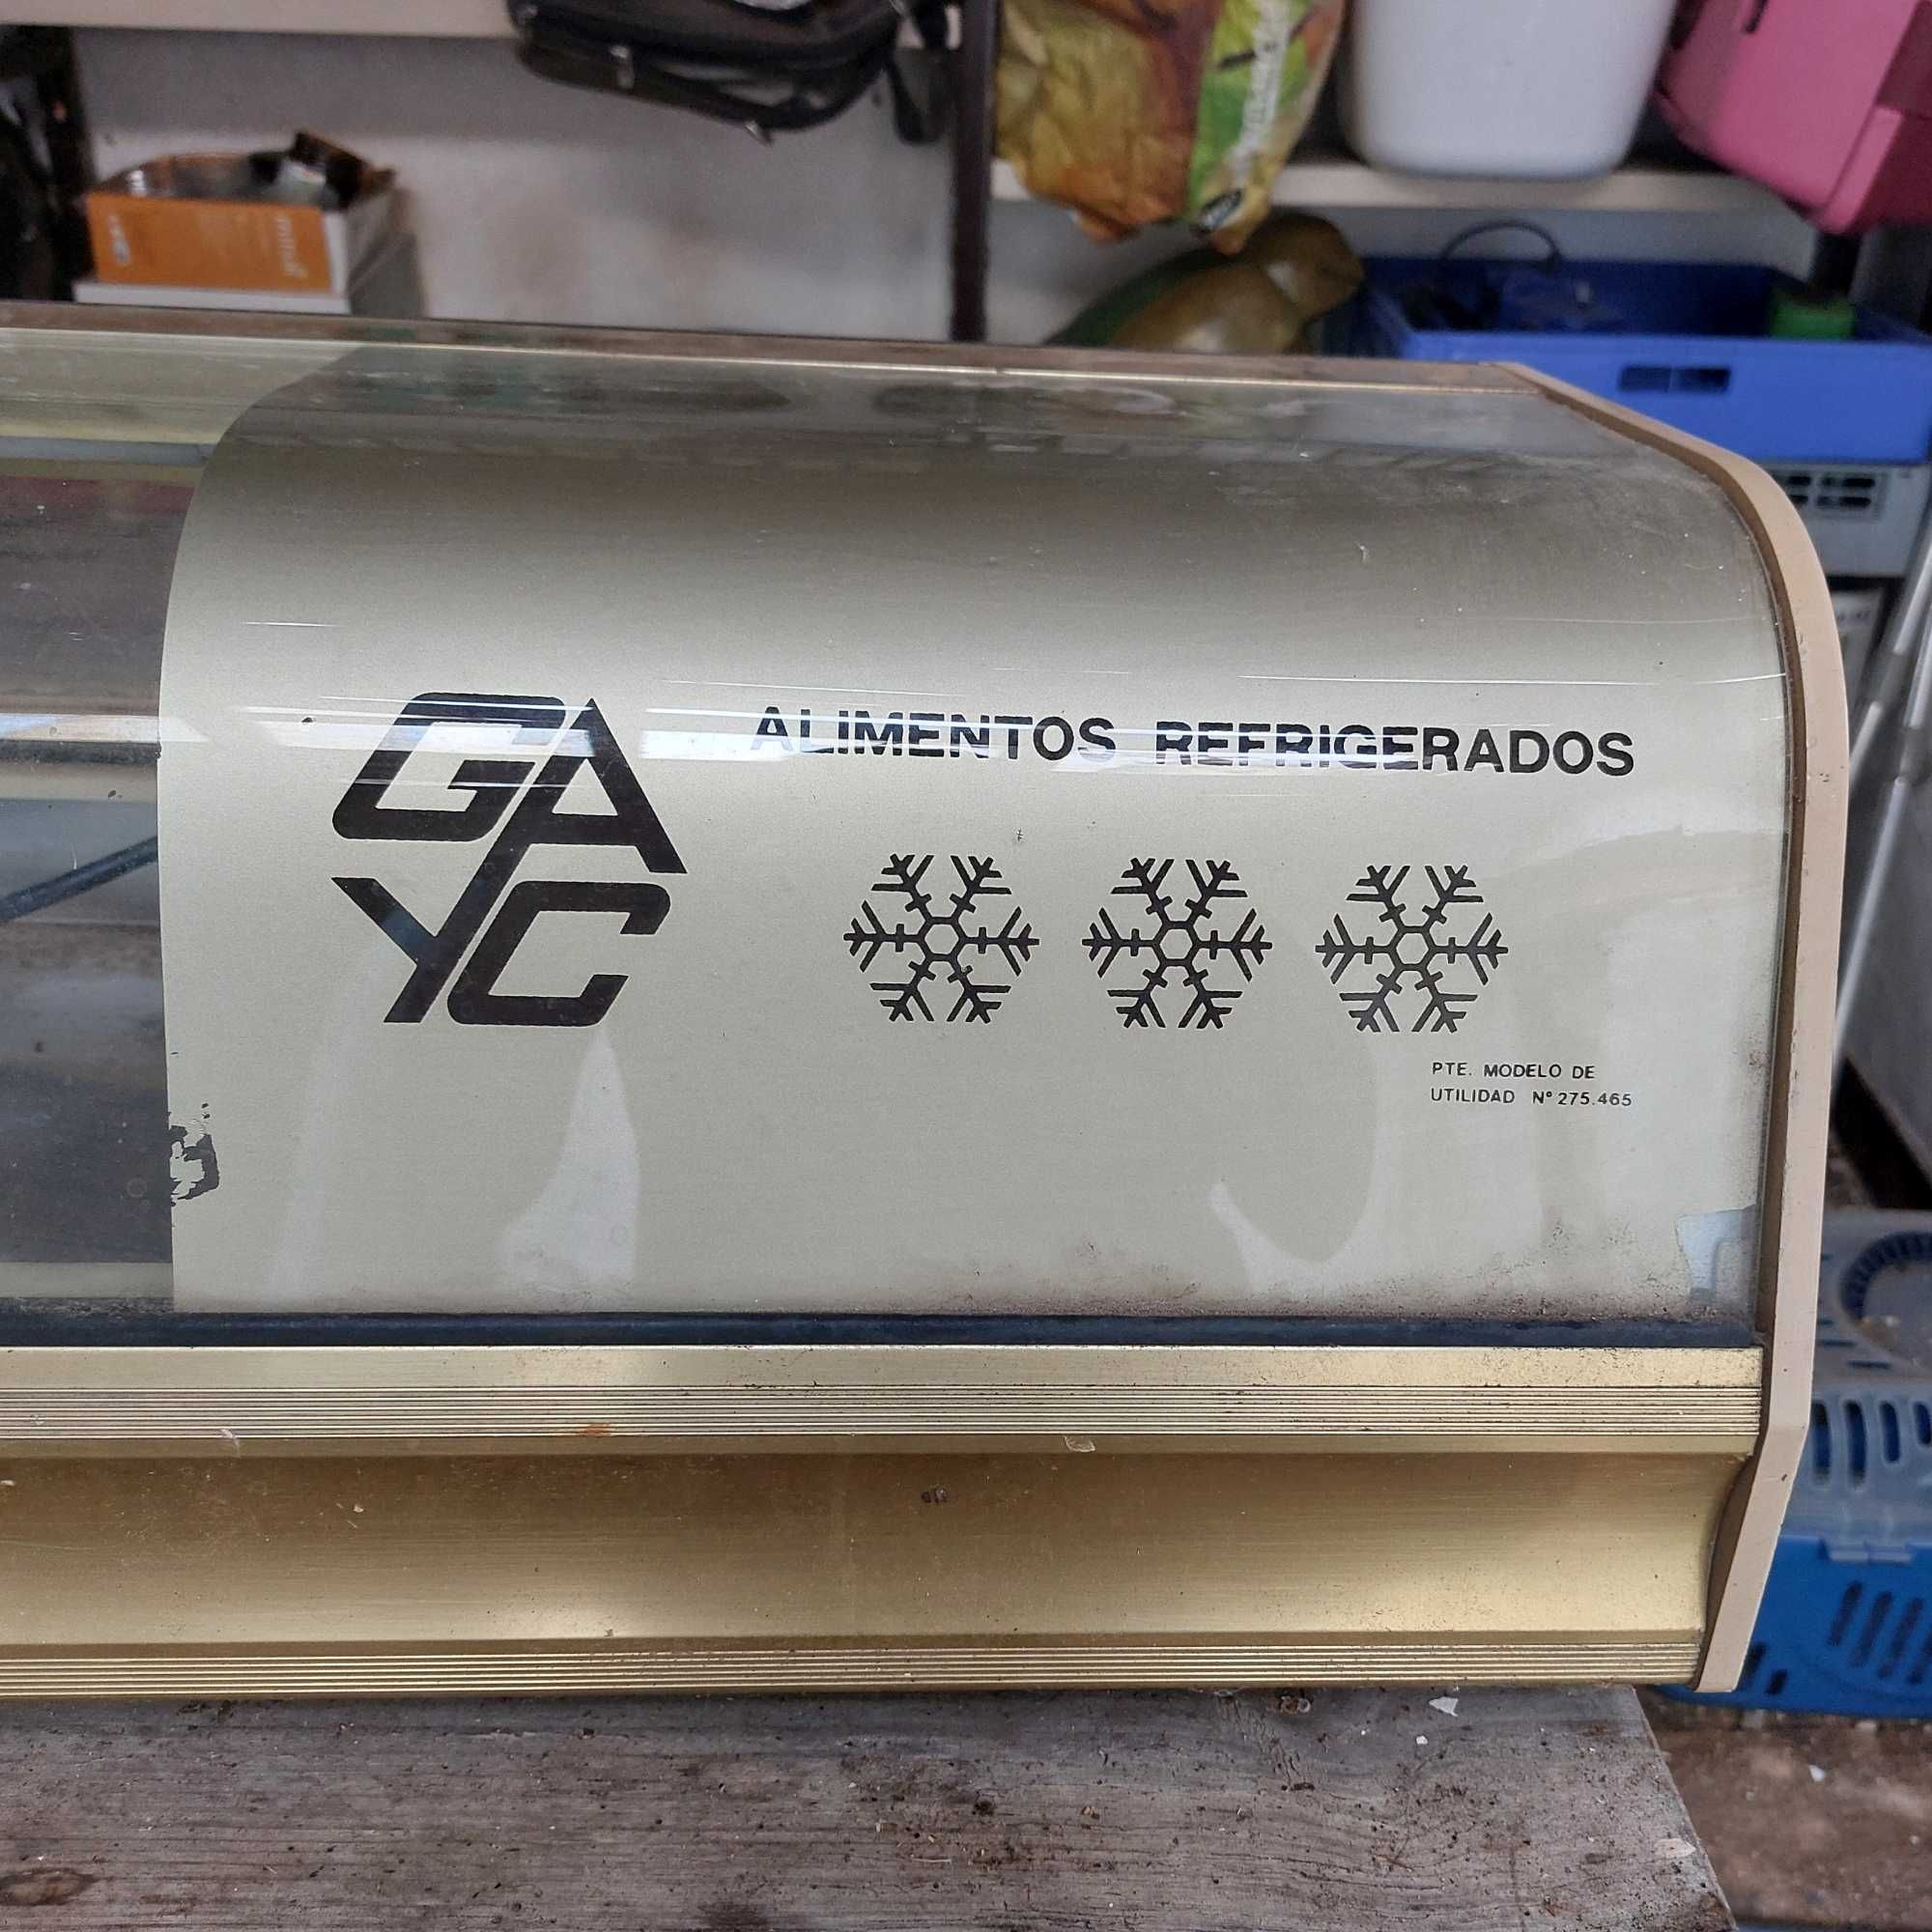 GA
YC
ALIMENTOS REFRIGERADOS
PTE. MODELO DE
UTILIDAD Nº 275.465